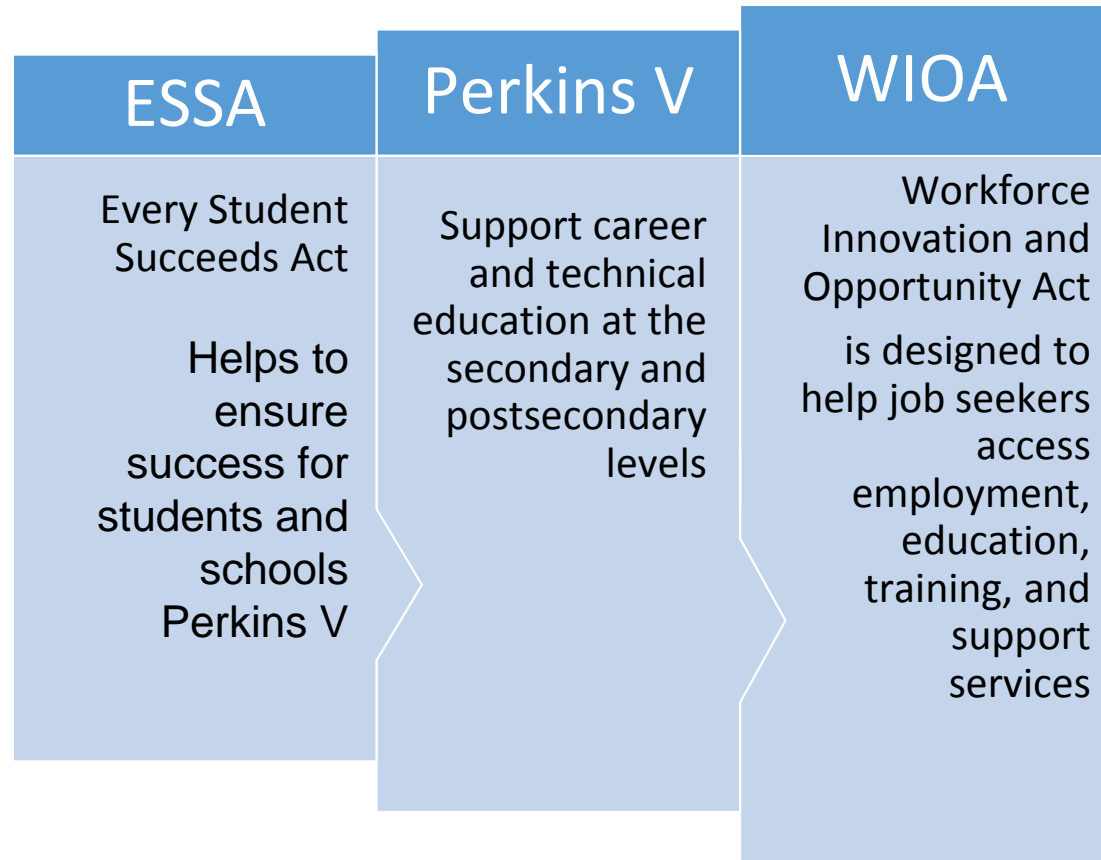 ESSA
Every Student
Succeeds Act
Helps to
ensure
success for
students and
schools
Perkins V
Perkins V
Support career
and technical
education at the
secondary and
postsecondary
levels
WIOA
Workforce
Innovation and
Opportunity Act
is designed to
help job seekers
access
employment,
education,
training, and
support
services